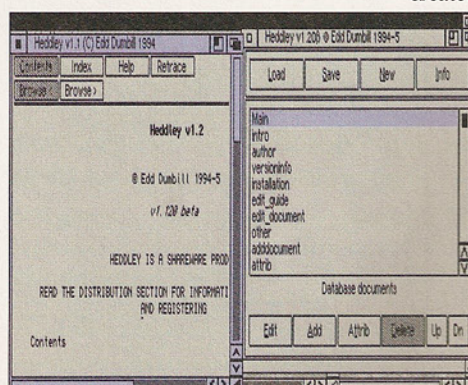 Heddley v1.1 (C) Edd Dumbill 1994
Contents Index Help Retrace
Browse < Browse >
Heddley v1.2
© Edd Dumbill 1994-5
v1.120 beta
HEDDLEY IS A SHAREWARE PROD
READ THE DISTRIBUTION SECTION FOR INFORMATI
AND REGISTERING
Contents
Heddley v1.20β © Edd Dumbill 1994-5
Load Save New Info
Main
intro
author
versioninfo
installation
edit_guide
edit_document
other
adddocument
attrib
Database documents
Edit Add Attrib Delete Up Dn